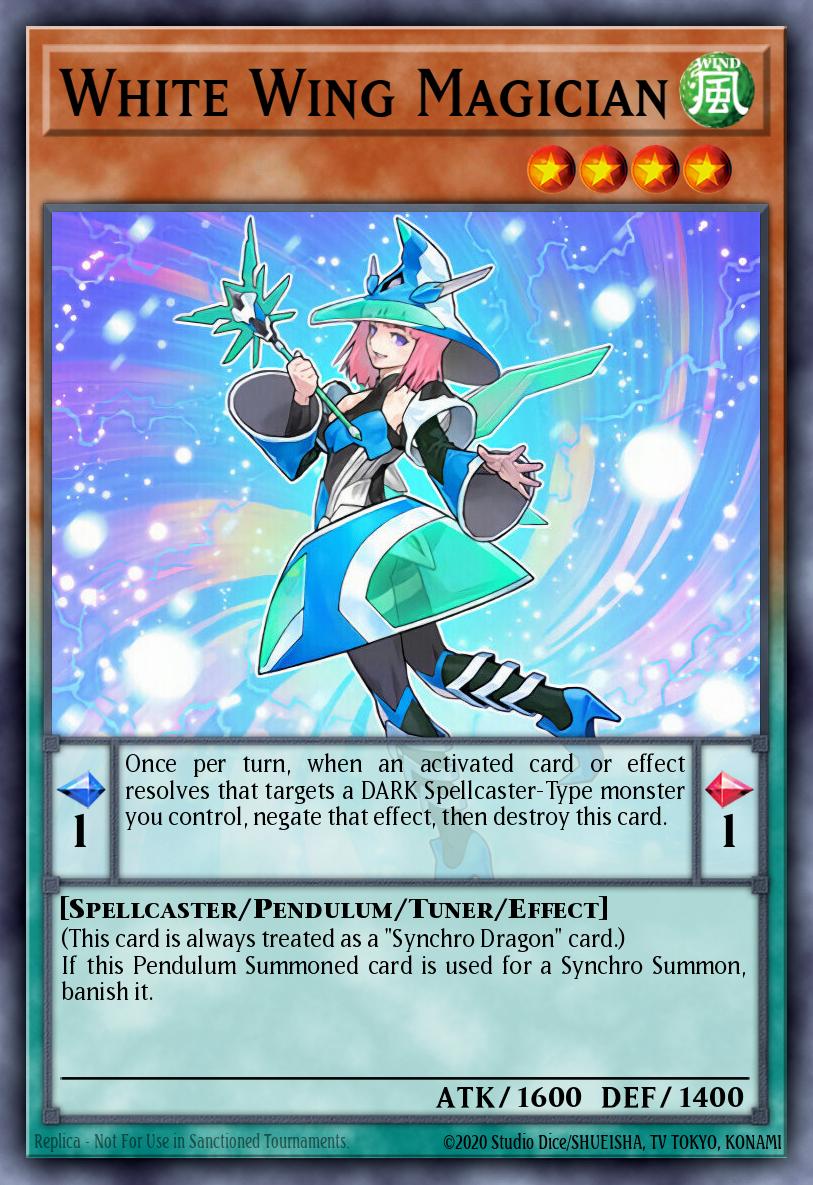 White Wing Magician
WIND
風
Once per turn, when an activated card or effect
resolves that targets a DARK Spellcaster-Type monster
you control, negate that effect, then destroy this card.
1
1
[Spellcaster/Pendulum/Tuner/Effect]
(This card is always treated as a "Synchro Dragon" card.)
If this Pendulum Summoned card is used for a Synchro Summon,
banish it.
ATK/1600 DEF/1400
Replica - Not For Use in Sanctioned Tournaments.
©2020 Studio Dice/SHUEISHA, TV TOKYO, KONAMI